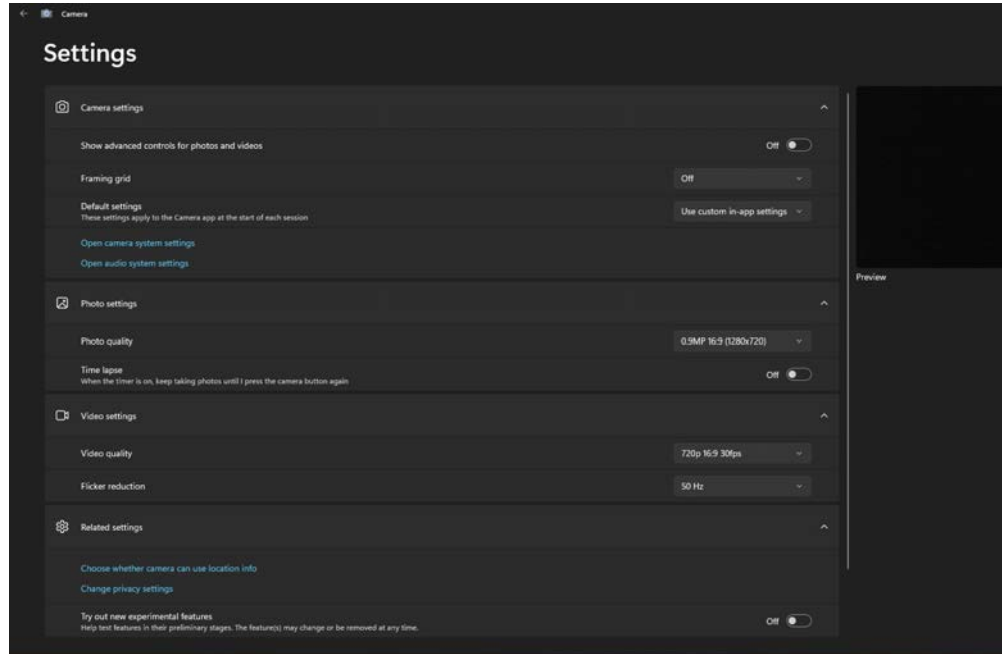 Camera
Settings
Camera settings
Show advanced controls for photos and videos
Off
Framing grid
Off
Default settings
These settings apply to the Camera app at the start of each session
Use custom in-app settings
Open camera system settings
Open audio system settings
Preview
Photo settings
Photo quality
0.9MP 16:9 (1280x720)
Time lapse
When the timer is on, keep taking photos until I press the camera button again
Off
Video settings
Video quality
720p 16:9 30fps
Flicker reduction
50 Hz
Related settings
Choose whether camera can use location info
Change privacy settings
Try out new experimental features
Help test features in their preliminary stages. The feature(s) may change or be removed at any time.
Off